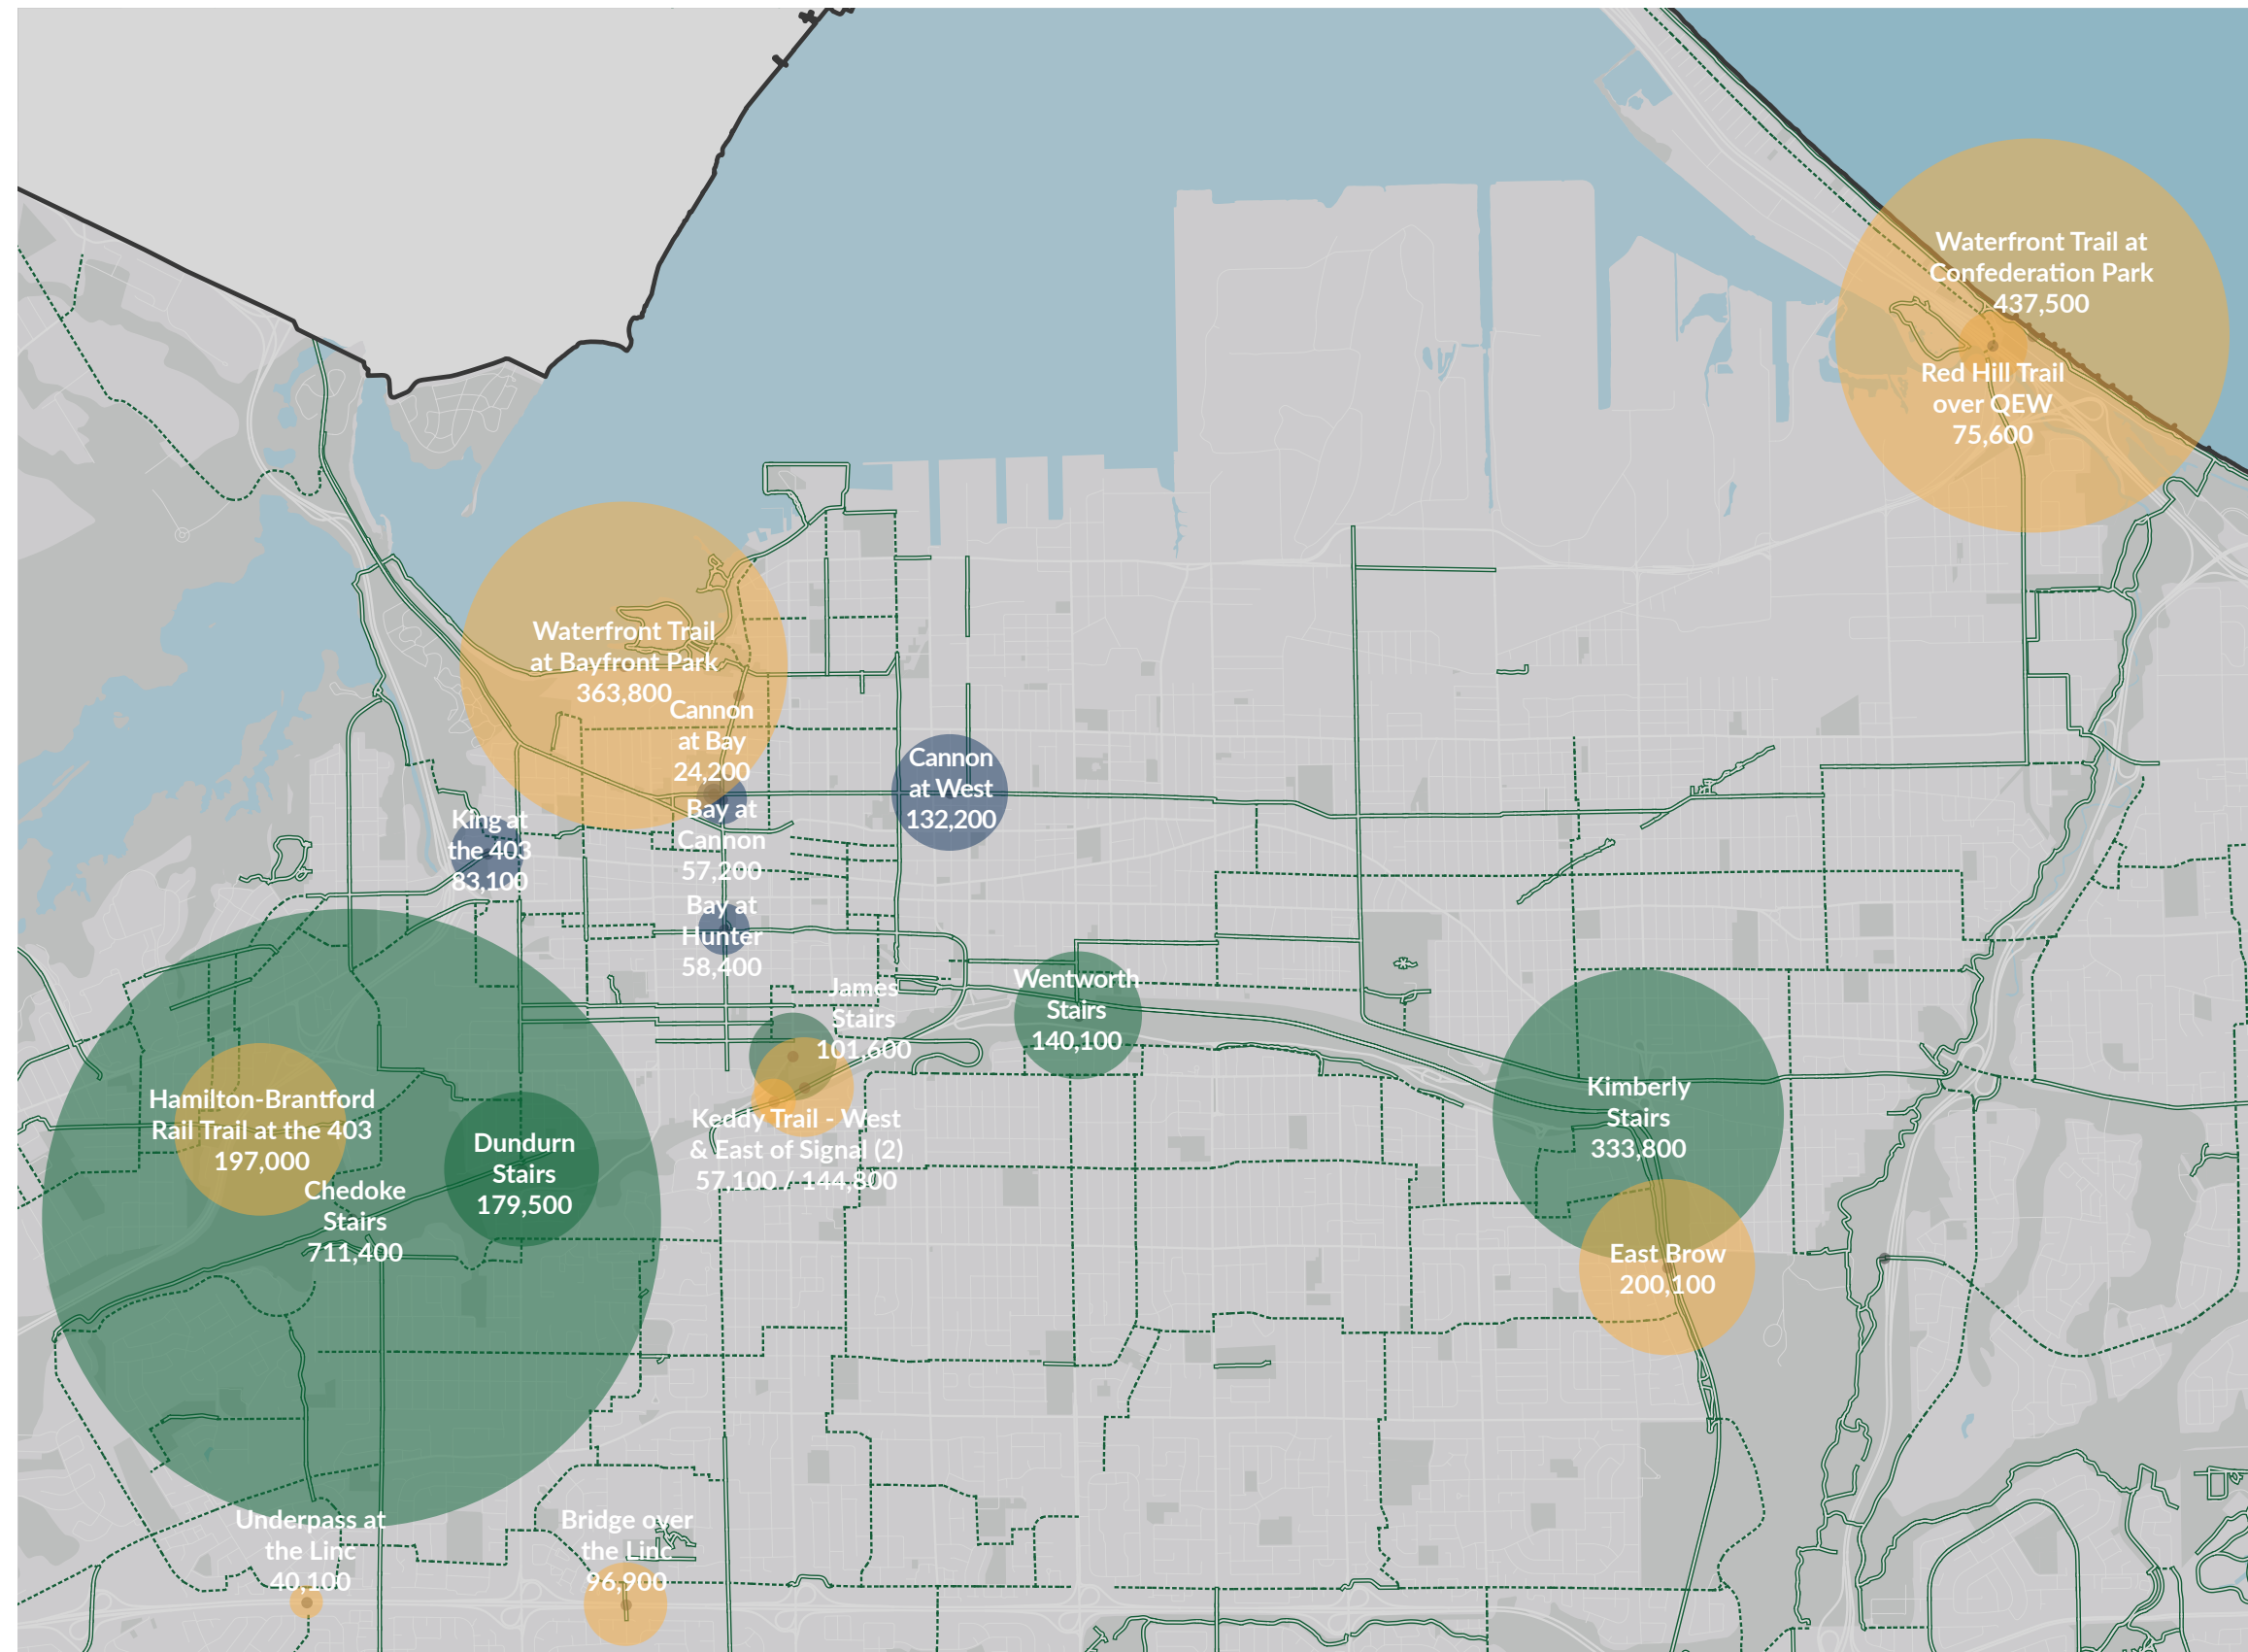 Waterfront Trail at
Confederation Park
437,500
Red Hill Trail
over QEW
75,600
Waterfront Trail
at Bayfront Park
363,800
Cannon
at Bay
24,200
Cannon
at West
132,200
King at
the 403
83,100
Bay at
Cannon
57,200
Bay at
Hunter
58,400
James
Stairs
101,600
Wentworth
Stairs
140,100
Hamilton-Brantford
Rail Trail at the 403
197,000
Dundurn
Stairs
179,500
Keddy Trail - West
& East of Signal (2)
57,100 / 144,800
Kimberly
Stairs
333,800
Chedoke
Stairs
711,400
East Brow
200,100
Underpass at
the Linc
40,100
Bridge over
the Linc
96,900